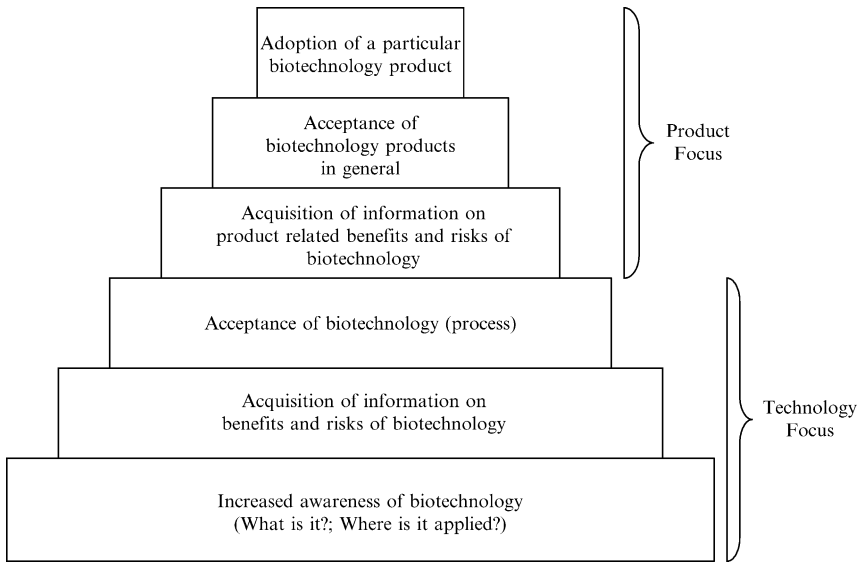 Adoption of a particular
biotechnology product
Acceptance of
biotechnology products
in general
Product
Focus
Acquisition of information on
product related benefits and risks of
biotechnology
Acceptance of biotechnology (process)
Acquisition of information on
benefits and risks of biotechnology
Technology
Focus
Increased awareness of biotechnology
(What is it?; Where is it applied?)